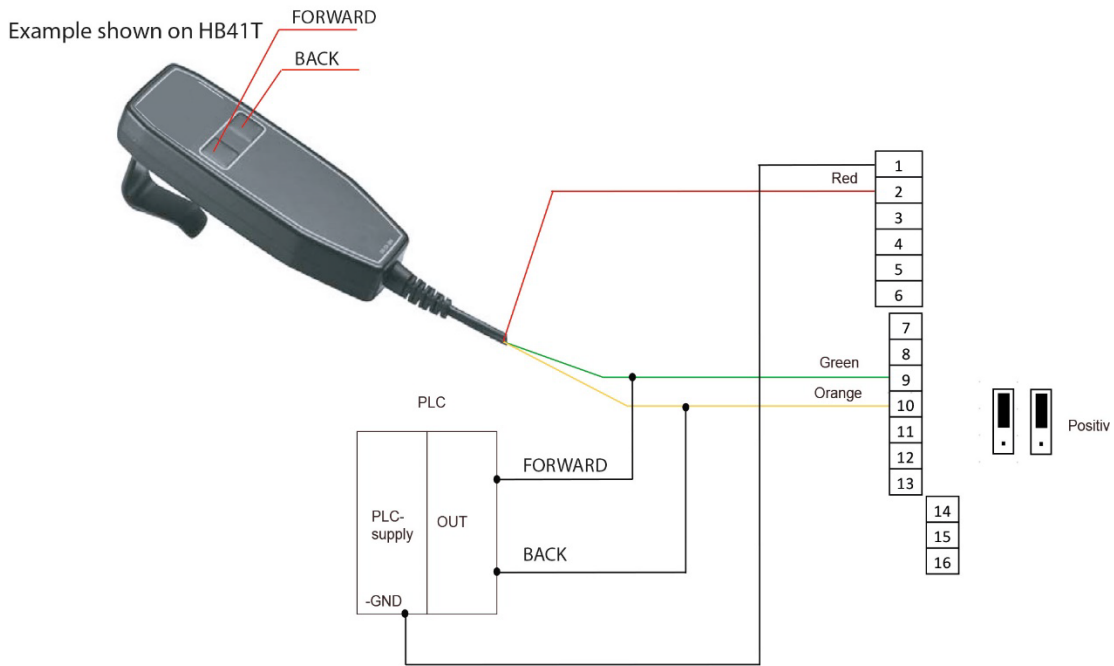 Example shown on HB41T
FORWARD
BACK
Red
Green
Orange
1
2
3
4
5
6
7
8
9
10
11
12
13
14
15
16
Positiv
PLC
PLC-
supply
OUT
FORWARD
BACK
-GND